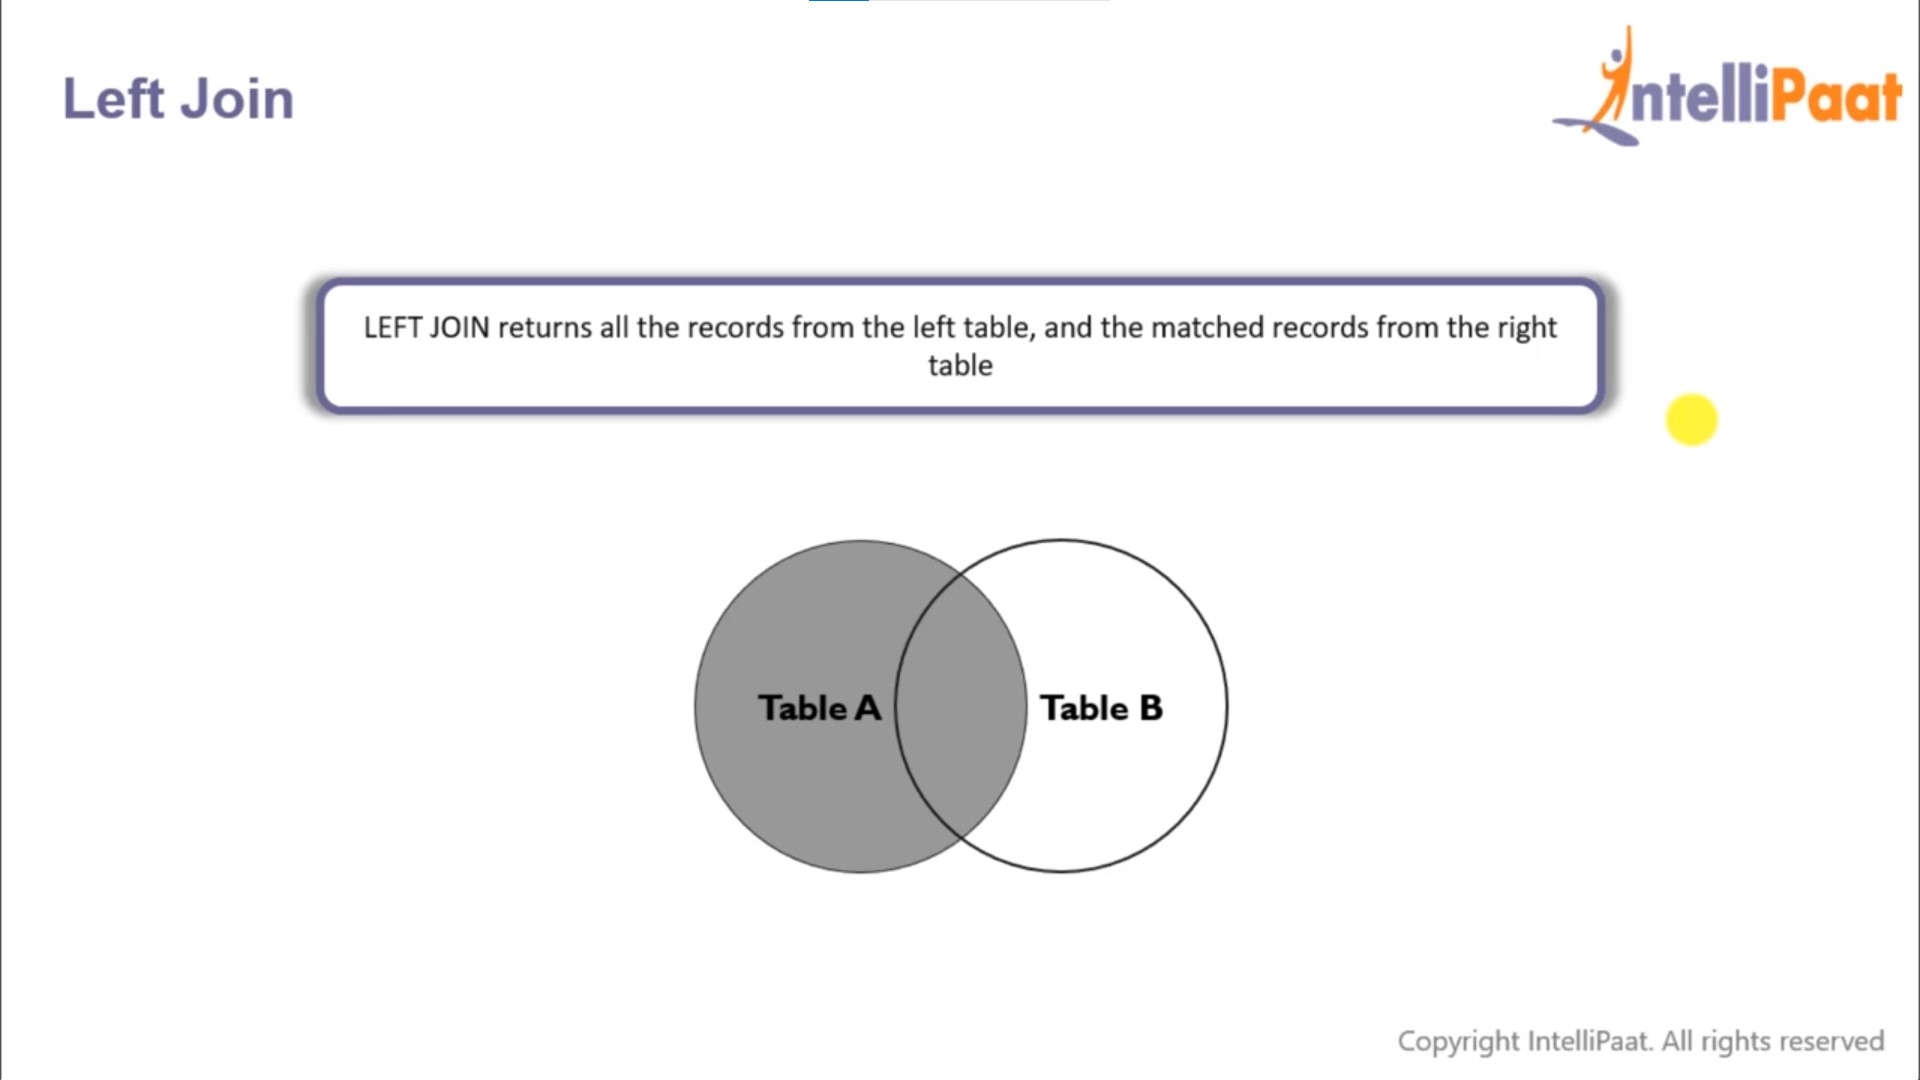 Left Join
IntelliPaat
LEFT JOIN returns all the records from the left table, and the matched records from the right
table
Table A
Table B
Copyright IntelliPaat. All rights reserved